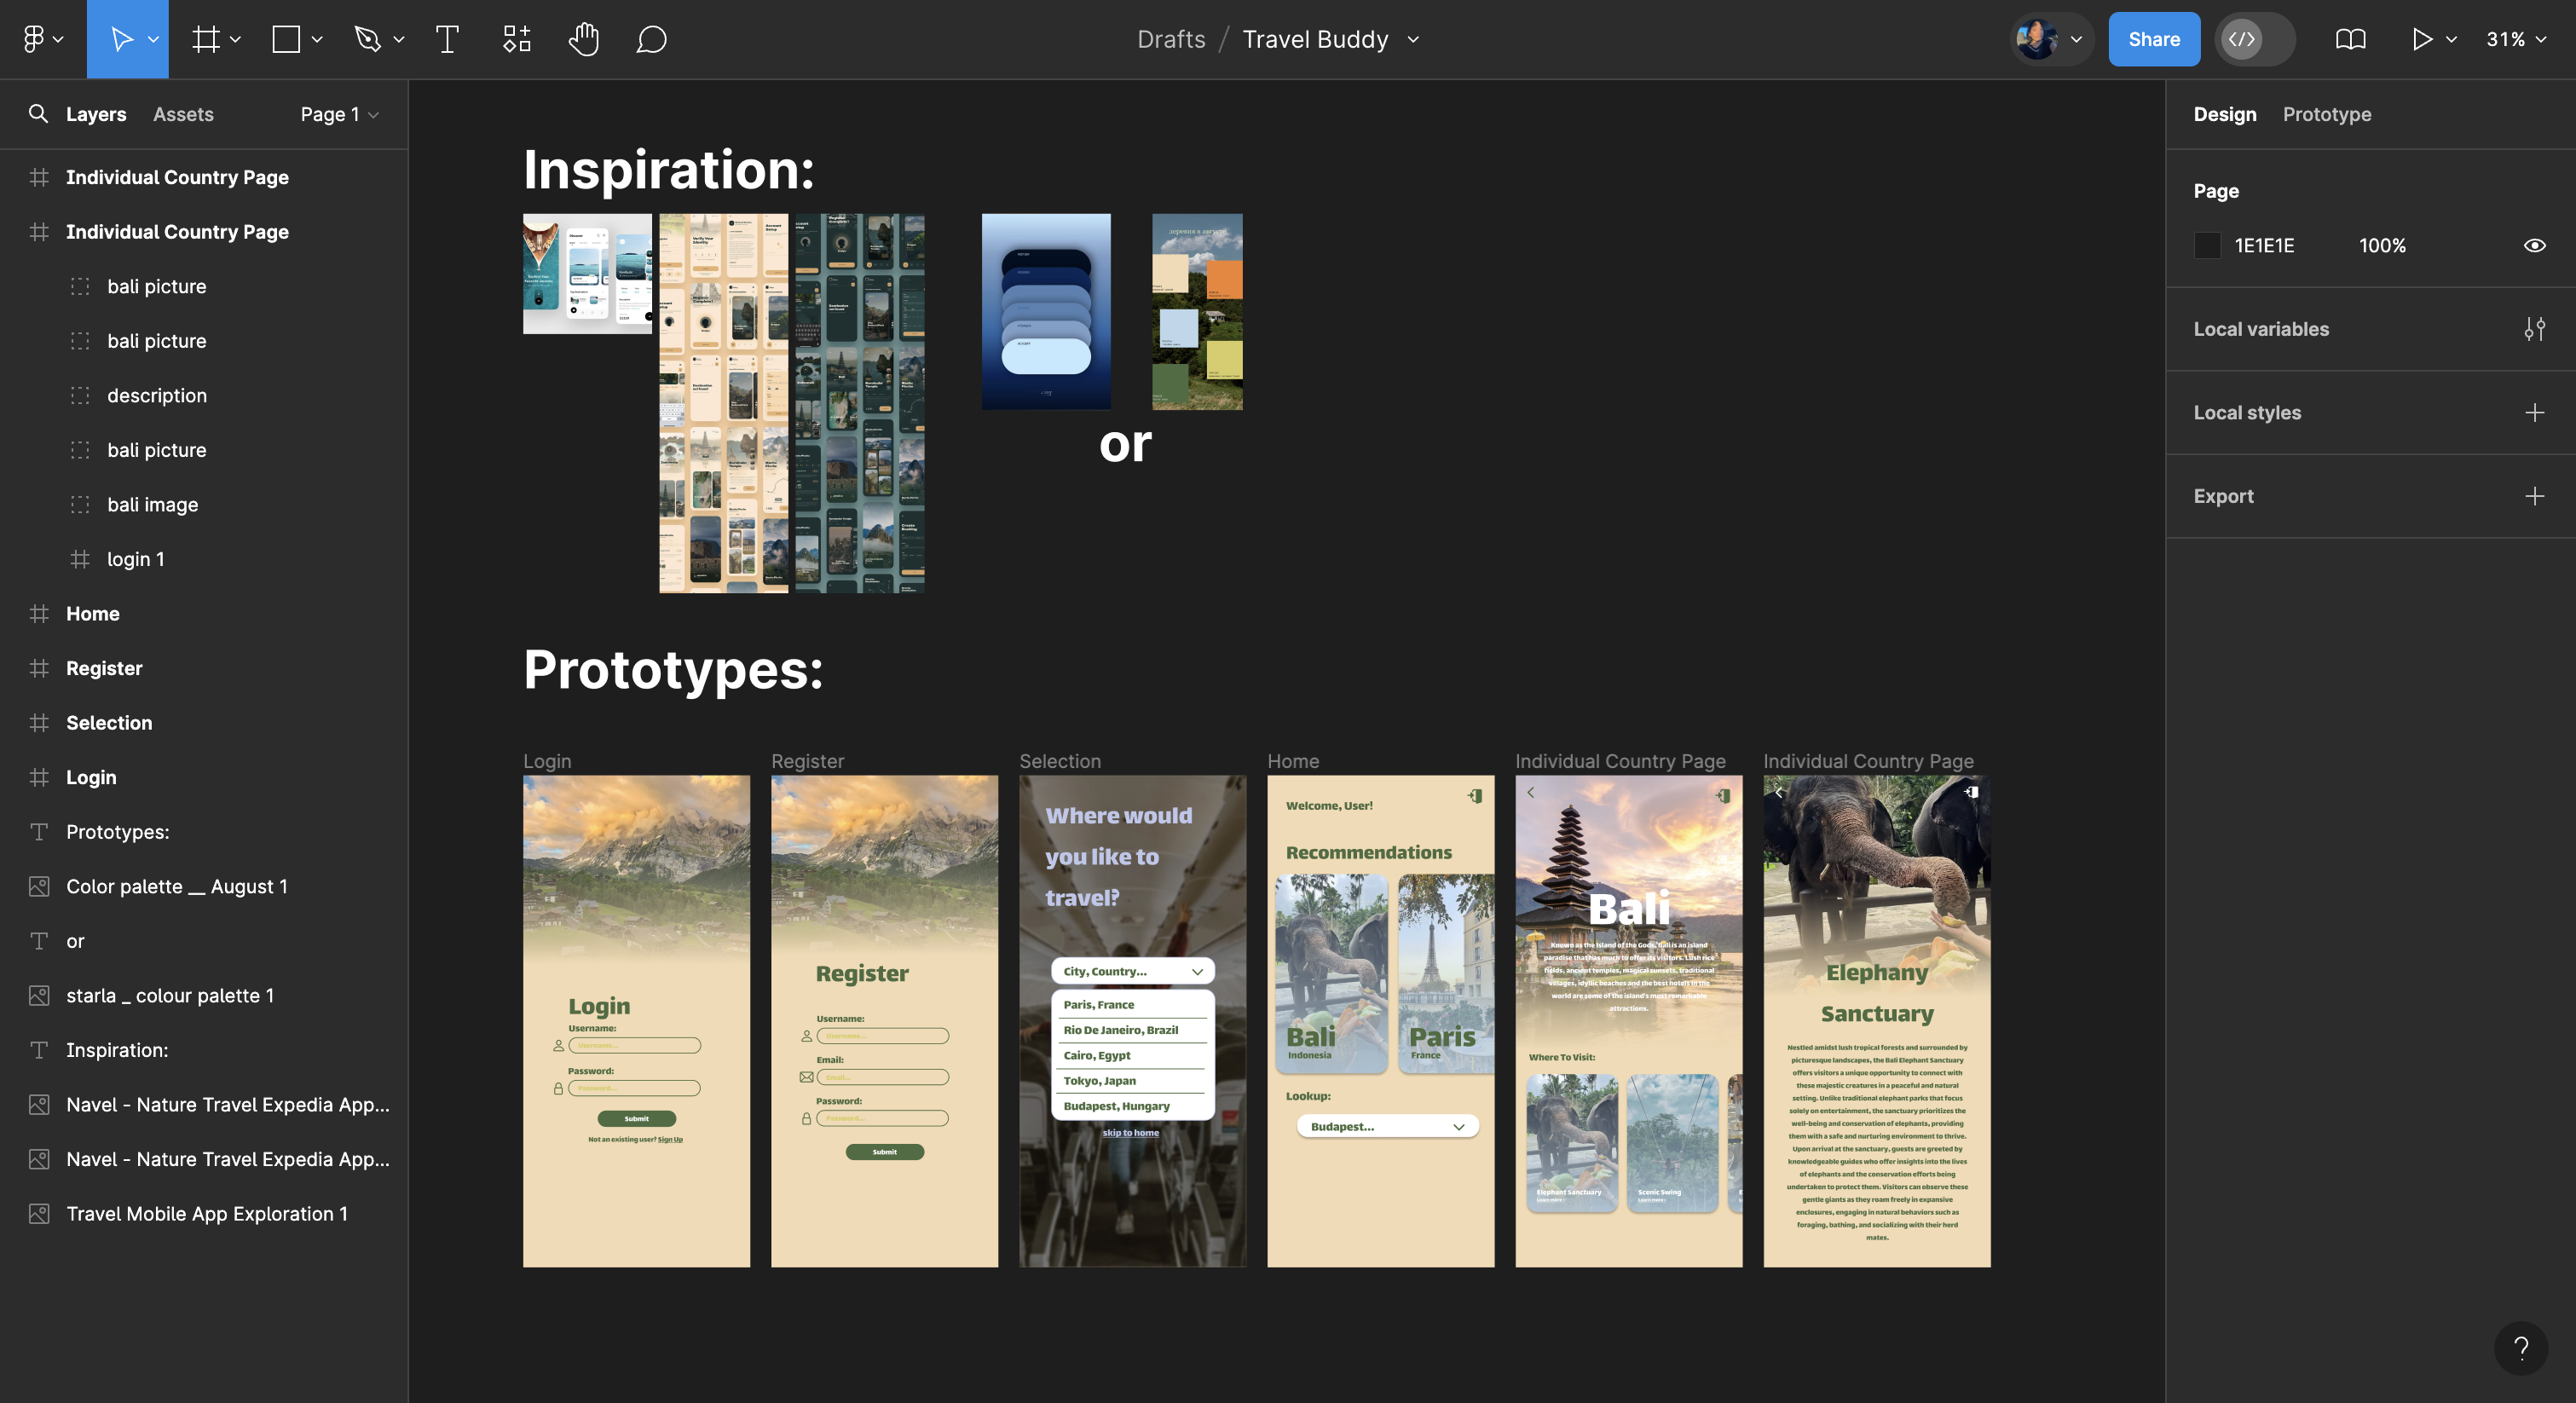 Drafts / Travel Buddy
Share
31%
Layers
Assets
Page 1
Individual Country Page
Individual Country Page
bali picture
bali picture
description
bali picture
bali image
login 1
Home
Register
Selection
Login
Prototypes:
Color palette __ August 1
or
starla _ colour palette 1
Inspiration:
Navel - Nature Travel Expedia App...
Navel - Nature Travel Expedia App...
Travel Mobile App Exploration 1
Inspiration:
or
Prototypes:
Login
Login
Username:
Username...
Password:
Password...
Submit
Not an existing user? Sign Up
Register
Register
Username:
Username...
Email:
Email...
Password:
Password...
Submit
Selection
Where would
you like to
travel?
City, Country...
Paris, France
Rio De Janeiro, Brazil
Cairo, Egypt
Tokyo, Japan
Budapest, Hungary
skip to home
Home
Welcome, User!
Recommendations
Bali
Indonesia
Paris
France
Lookup:
Budapest...
Individual Country Page
Bali
Known as the Island of the Gods, Bali is an island
paradise that has much to offer its visitors. Lush rice
fields, ancient temples, magical sunsets, traditional
villages, idyllic beaches and the best hotels in the
world are some of the island's most remarkable
attractions.
Where To Visit:
Elephant Sanctuary
Learn more >
Scenic Swing
Learn more >
Individual Country Page
Elephany
Sanctuary
Nestled amidst lush tropical forests and surrounded by
picturesque landscapes, the Bali Elephant Sanctuary
offers visitors a unique opportunity to connect with
these majestic creatures in a peaceful and natural
setting. Unlike traditional elephant parks that focus
solely on entertainment, the sanctuary prioritizes the
well-being and conservation of elephants, providing
them with a safe and nurturing environment to thrive.
Upon arrival at the sanctuary, guests are greeted by
knowledgeable guides who offer insights into the lives
of elephants and the conservation efforts being
undertaken to protect them. Visitors can observe these
gentle giants as they roam freely in expansive
enclosures, engaging in natural behaviors such as
foraging, bathing, and socializing with their herd
mates.
Design
Prototype
Page
1E1E1E
100%
Local variables
Local styles
Export
?